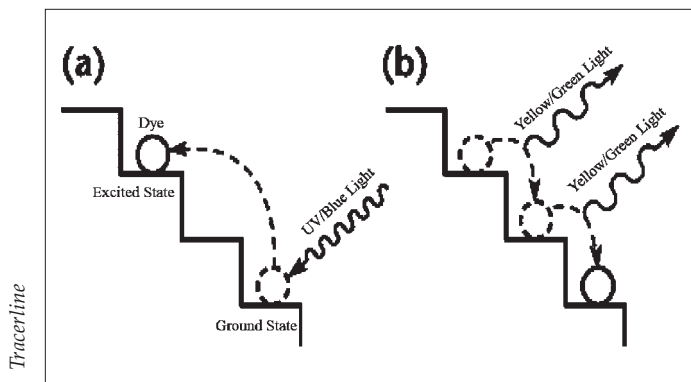 (a)
Dye
Excited State
UV/Blue Light
Ground State
(b)
Yellow/Green Light
Yellow/Green Light
Tracerline